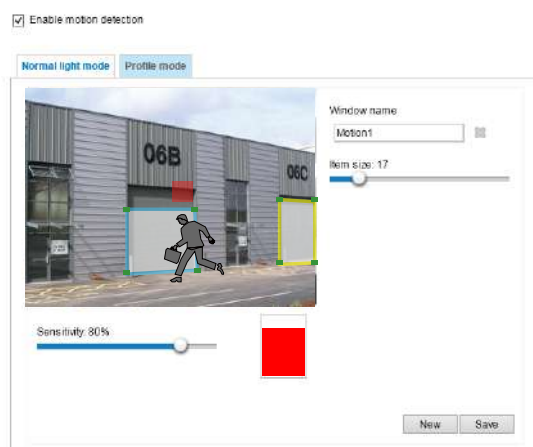 Enable motion detection
Normal light mode
Profile mode
Window name
Motion1
Item size: 17
06B
06C
Sensitivity: 80%
New
Save